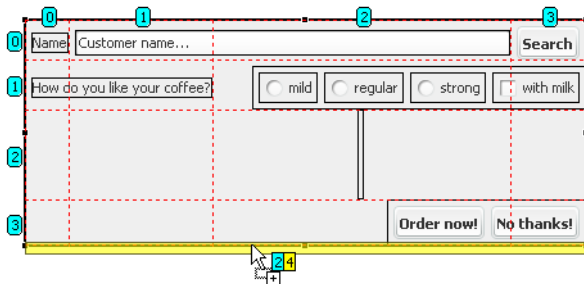 0 1 2 3
0 Name Customer name... Search
1 How do you like your coffee? mild regular strong with milk
2
3 Order now! No thanks!
2 4